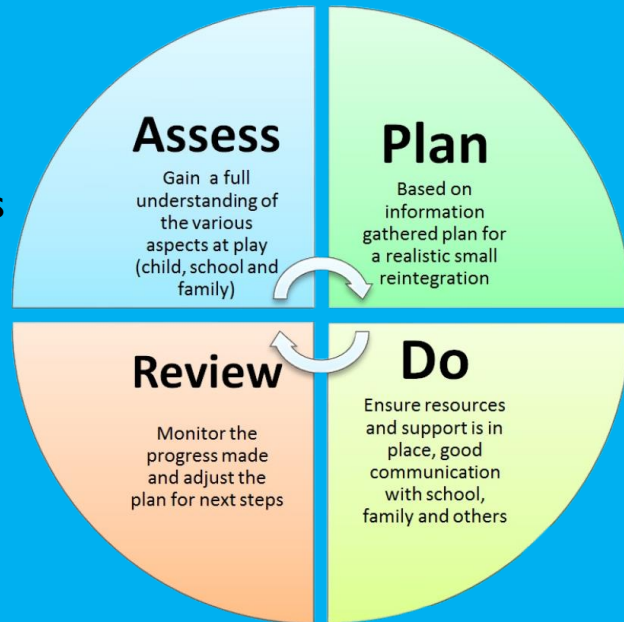 Assess
Gain a full
understanding of
the various
aspects at play
(child, school and
family)
Plan
Based on
information
gathered plan for
a realistic small
reintegration
Do
Ensure resources
and support is in
place, good
communication
with school,
family and others
Review
Monitor the
progress made
and adjust the
plan for next steps